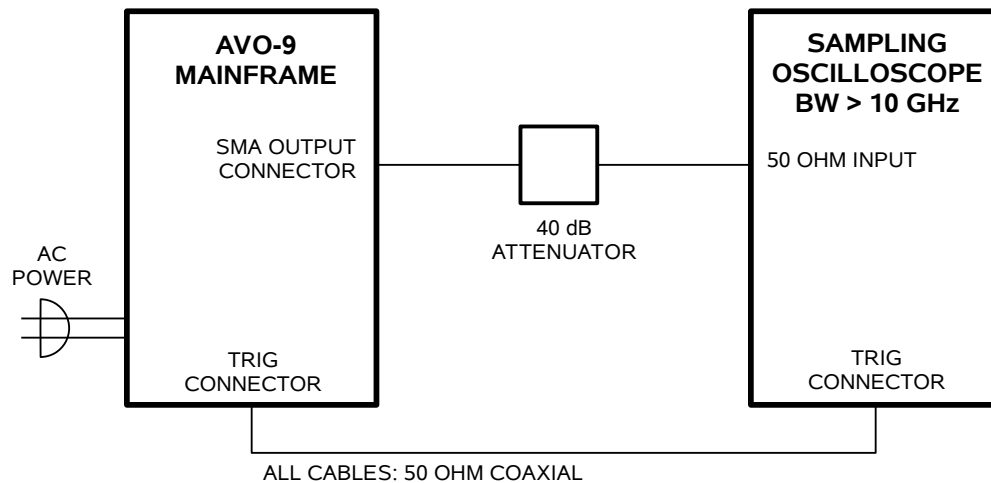 AVO-9
MAINFRAME
SMA OUTPUT
CONNECTOR
TRIG
CONNECTOR
AC
POWER
40 dB
ATTENUATOR
SAMPLING
OSCILLOSCOPE
BW > 10 GHz
50 OHM INPUT
TRIG
CONNECTOR
ALL CABLES: 50 OHM COAXIAL